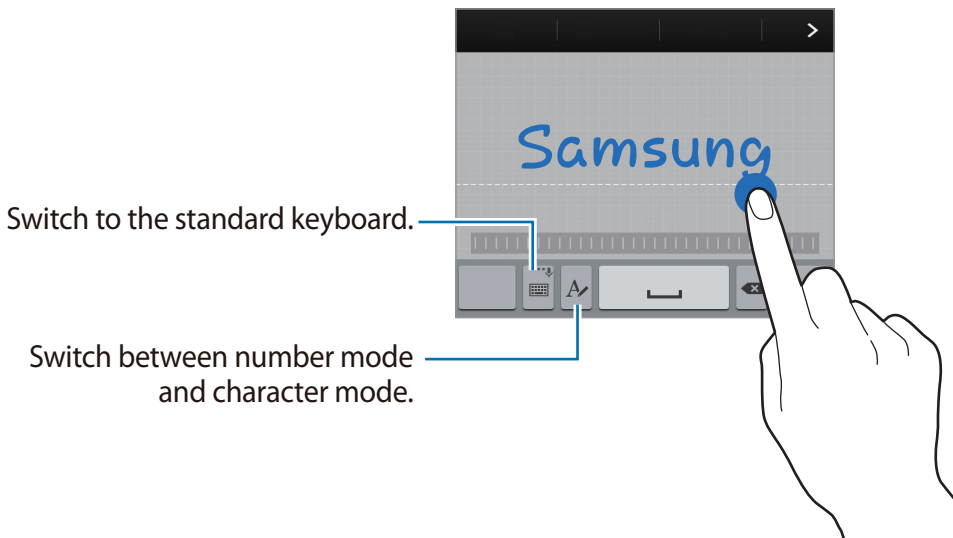 Samsung
Switch to the standard keyboard.
Switch between number mode
and character mode.